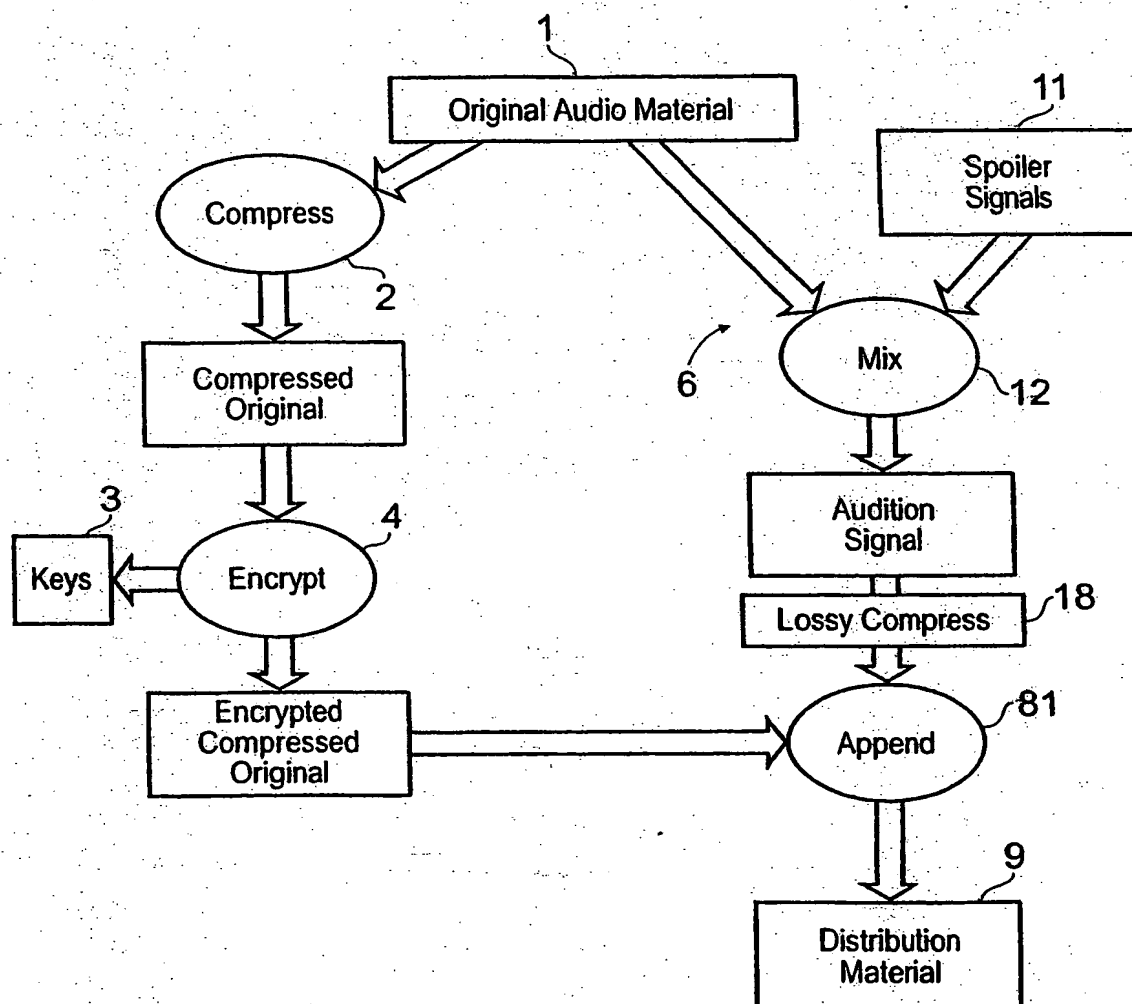 1
Original Audio Material
11
Spoiler
Signals
Compress
2
Compressed
Original
6
Mix
12
3
Keys
4
Encrypt
Audition
Signal
18
Lossy Compress
Encrypted
Compressed
Original
81
Append
9
Distribution
Material